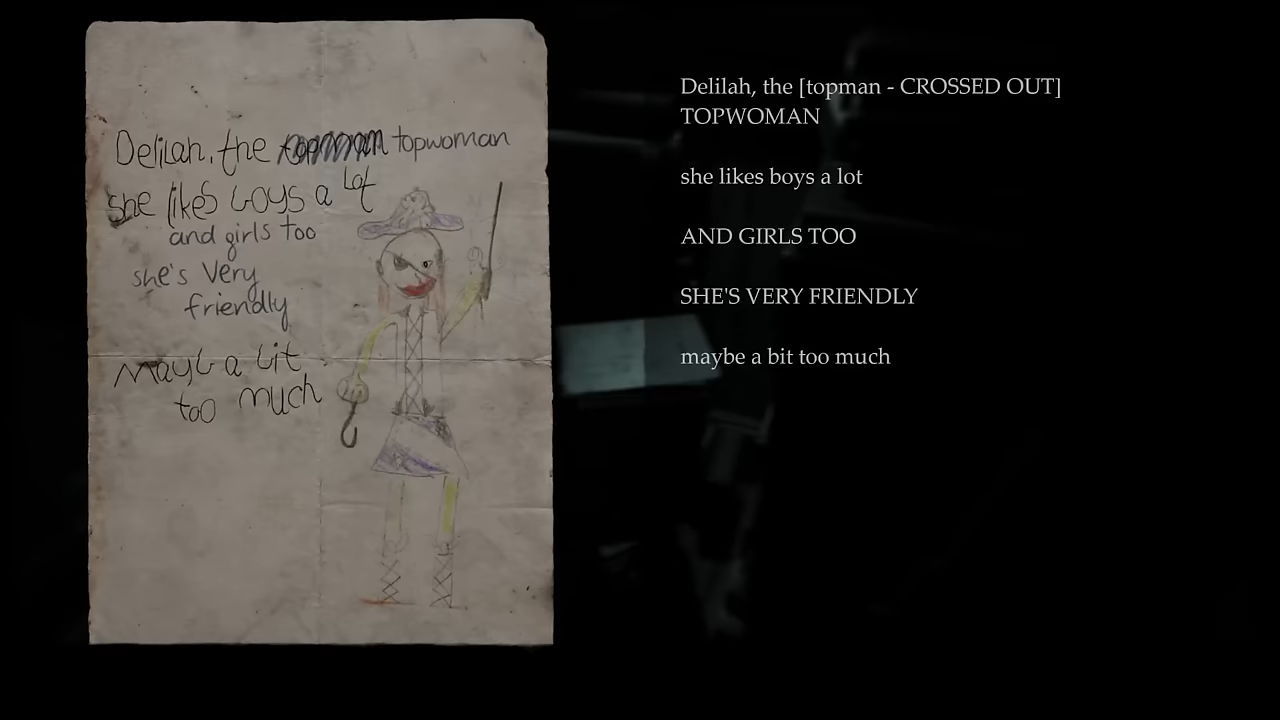 Delilah, the topman topwoman
she likes boys a lot
and girls too
she's very
friendly
Mayb a bit
too much
Delilah, the [topman - CROSSED OUT]
TOPWOMAN
she likes boys a lot
AND GIRLS TOO
SHE'S VERY FRIENDLY
maybe a bit too much